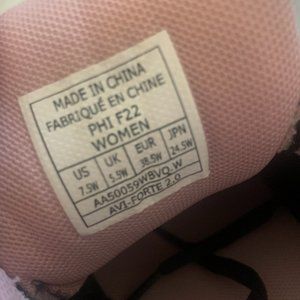 MADE IN CHINA
FABRIQUÉ EN CHINE
PHI F22
WOMEN
US UK EUR JPN
7.5W 5.5W 38.5W 24.5W
AA50059WBVQ W
AVI-FORTE 2.0